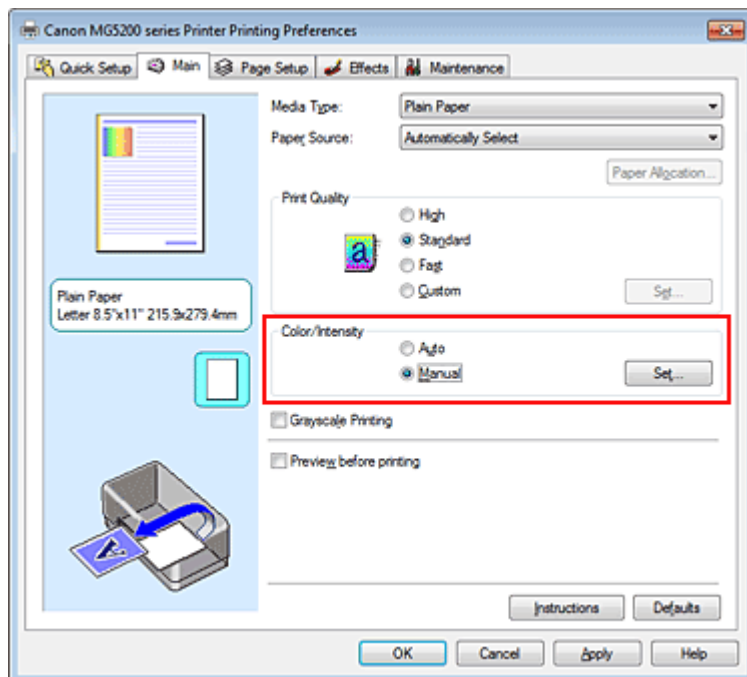 Canon MG5200 series Printer Printing Preferences
Quick Setup Main Page Setup Effects Maintenance
Media Type: Plain Paper
Paper Source: Automatically Select
Paper Allocation...
Print Quality
High
a Standard
Fast
Custom Set...
Plain Paper
Letter 8.5"x11" 215.9x279.4mm
Color/Intensity
Auto
Manual Set...
Grayscale Printing
Preview before printing
A
Instructions Defaults
OK Cancel Apply Help